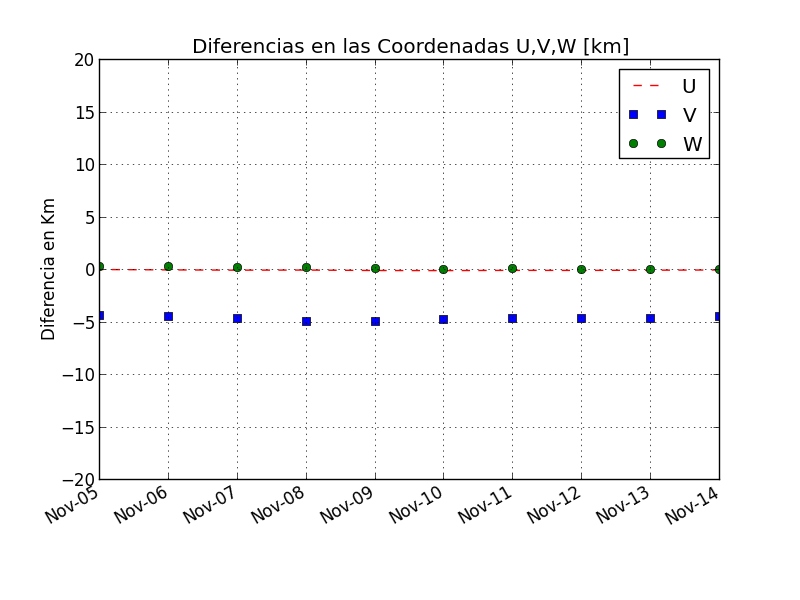 Diferencias en las Coordenadas U,V,W [km]
U
V
W
Diferencia en Km
20
15
10
5
0
−5
−10
−15
−20
Nov-05 Nov-06 Nov-07 Nov-08 Nov-09 Nov-10 Nov-11 Nov-12 Nov-13 Nov-14